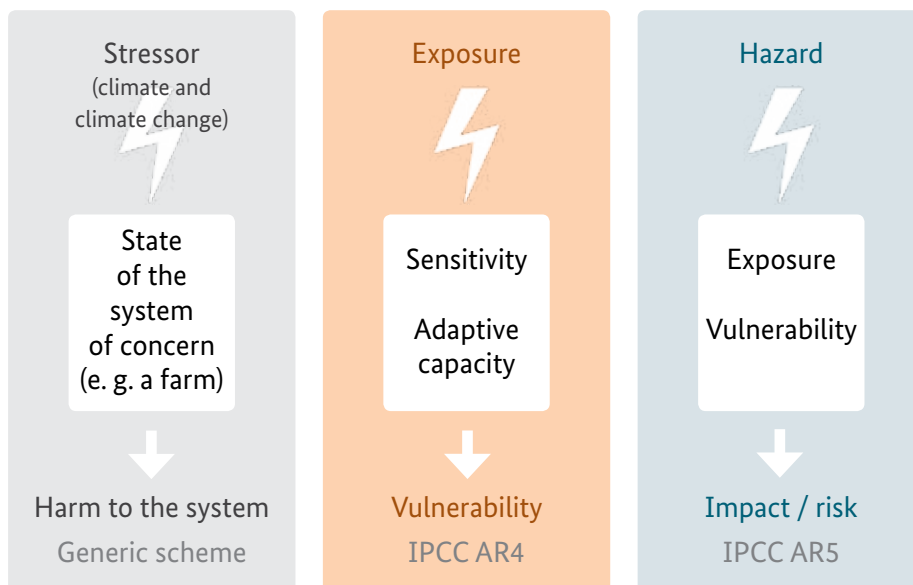 Stressor
(climate and
climate change)
State
of the
system
of concern
(e. g. a farm)
Harm to the system
Generic scheme
Exposure
Sensitivity
Adaptive
capacity
Vulnerability
IPCC AR4
Hazard
Exposure
Vulnerability
Impact / risk
IPCC AR5